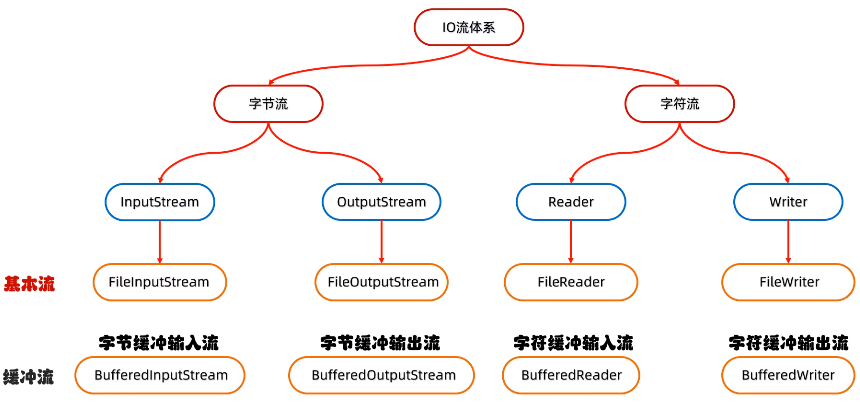 IO流体系
字节流
字符流
InputStream
OutputStream
Reader
Writer
基本流
FileInputStream
FileOutputStream
FileReader
FileWriter
字节缓冲输入流
字节缓冲输出流
字符缓冲输入流
字符缓冲输出流
缓冲流
BufferedInputStream
BufferedOutputStream
BufferedReader
BufferedWriter